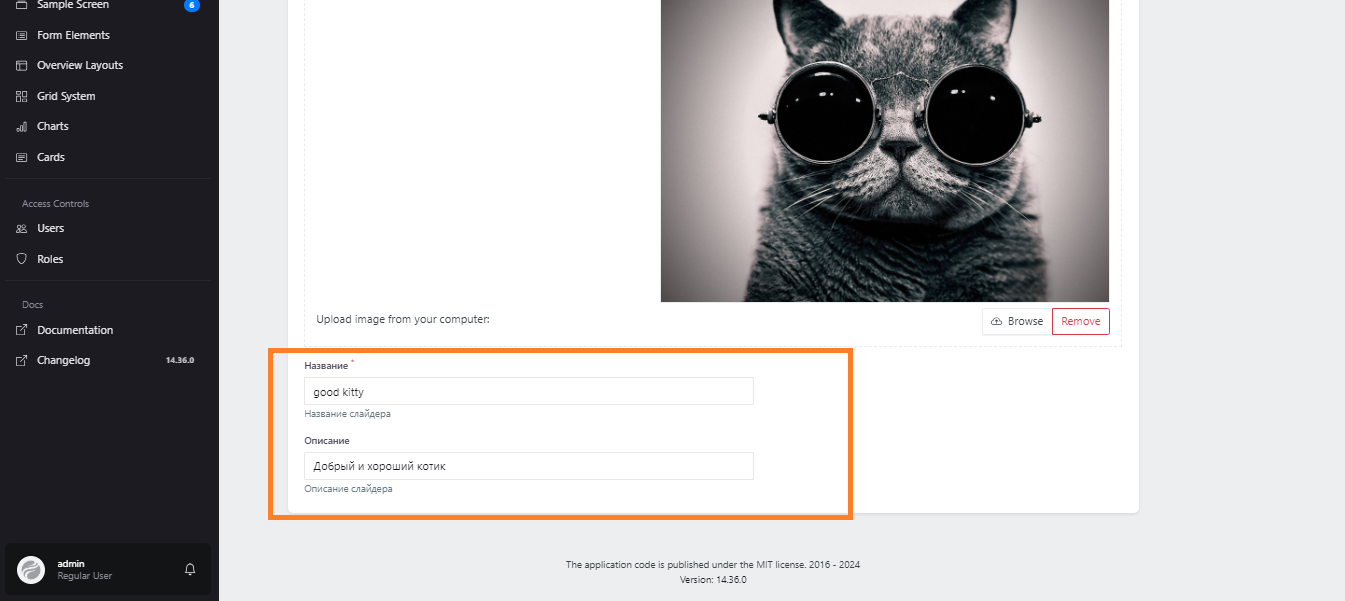 Sample Screen 6
Form Elements
Overview Layouts
Grid System
Charts
Cards
Access Controls
Users
Roles
Docs
Documentation
Changelog 14.36.0
admin
Regular User
Upload image from your computer:
Browse
Remove
Название *
good kitty
Название слайдера
Описание
Добрый и хороший котик
Описание слайдера
The application code is published under the MIT license. 2016 - 2024
Version: 14.36.0